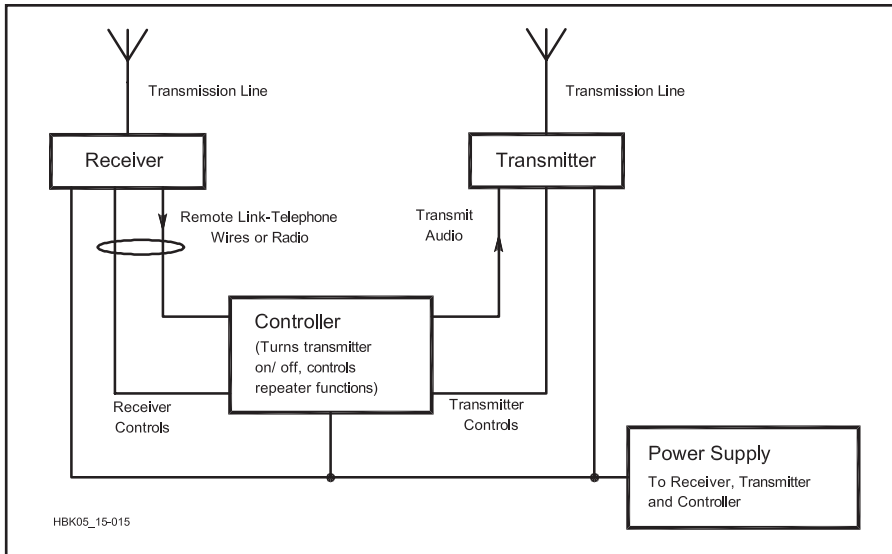 Transmission Line
Transmission Line
Receiver
Transmitter
Remote Link-Telephone
Wires or Radio
Transmit
Audio
Controller
(Turns transmitter
on/ off, controls
repeater functions)
Receiver
Controls
Transmitter
Controls
Power Supply
To Receiver, Transmitter
and Controller
HBK05_15-015